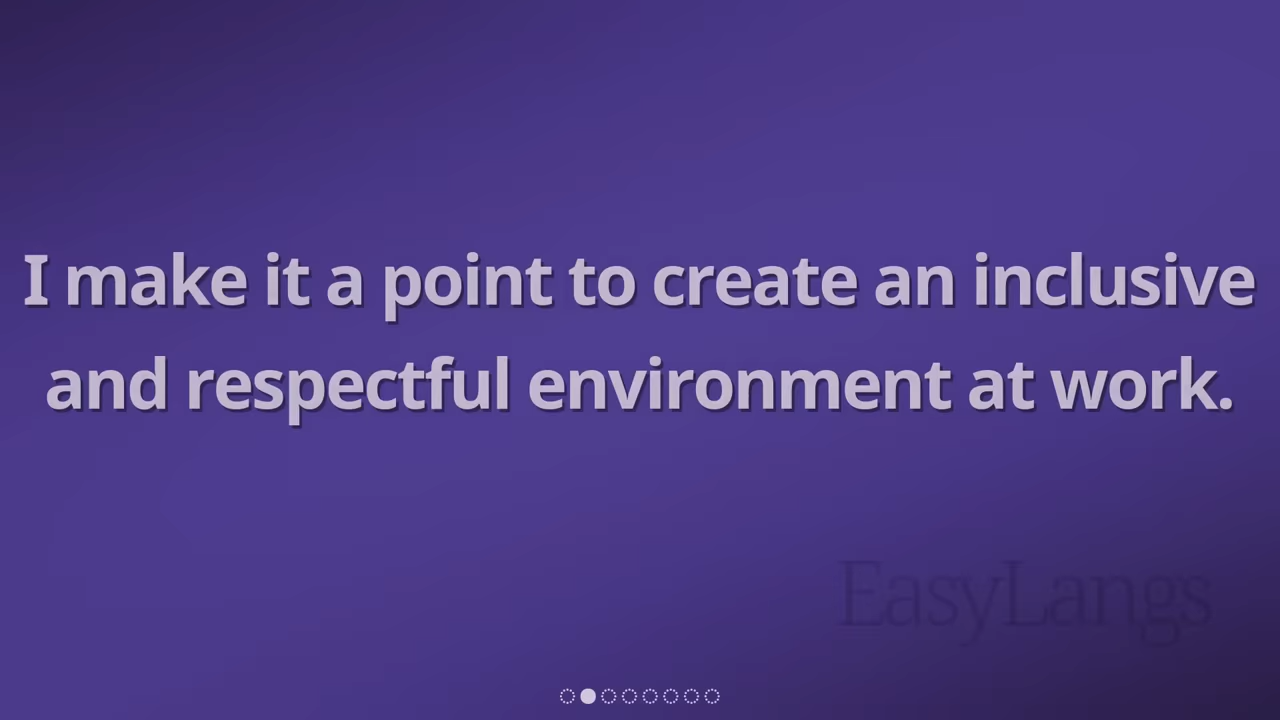 I make it a point to create an inclusive
and respectful environment at work.
EasyLangs